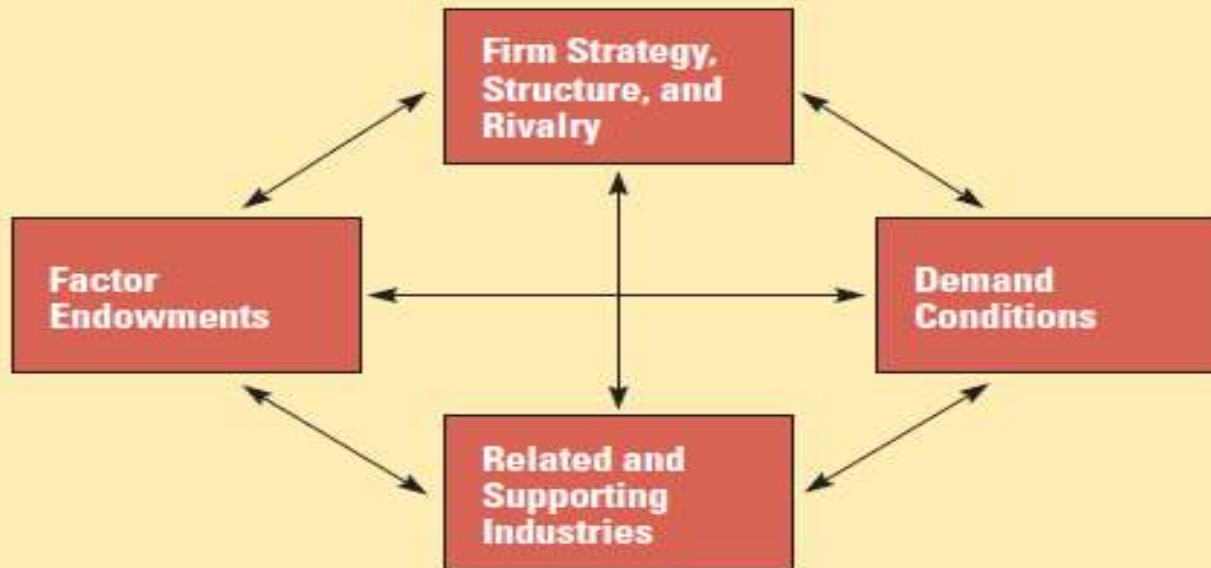 Firm Strategy,
Structure, and
Rivalry
Factor
Endowments
Demand
Conditions
Related and
Supporting
Industries